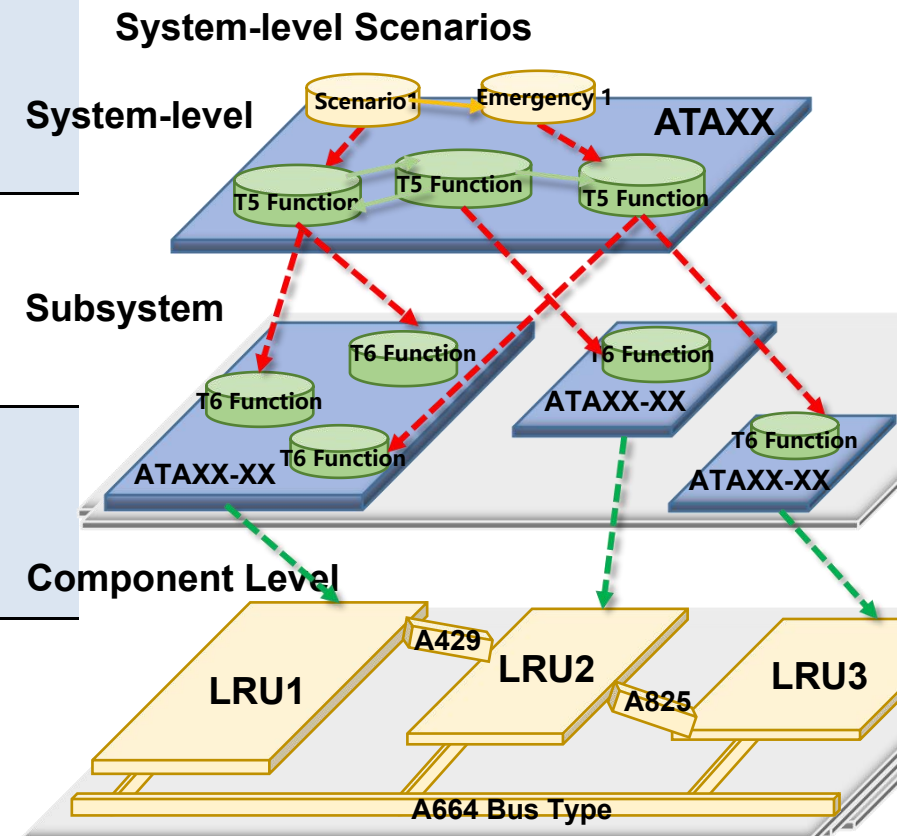 System-level Scenarios
System-level
Scenario1
Emergency 1
ATAXX
T5 Function
T5 Function
T5 Function
Subsystem
T6 Function
T6 Function
T6 Function
ATAXX-XX
T6 Function
ATAXX-XX
T6 Function
ATAXX-XX
Component Level
LRU1
A429
LRU2
A825
LRU3
A664 Bus Type